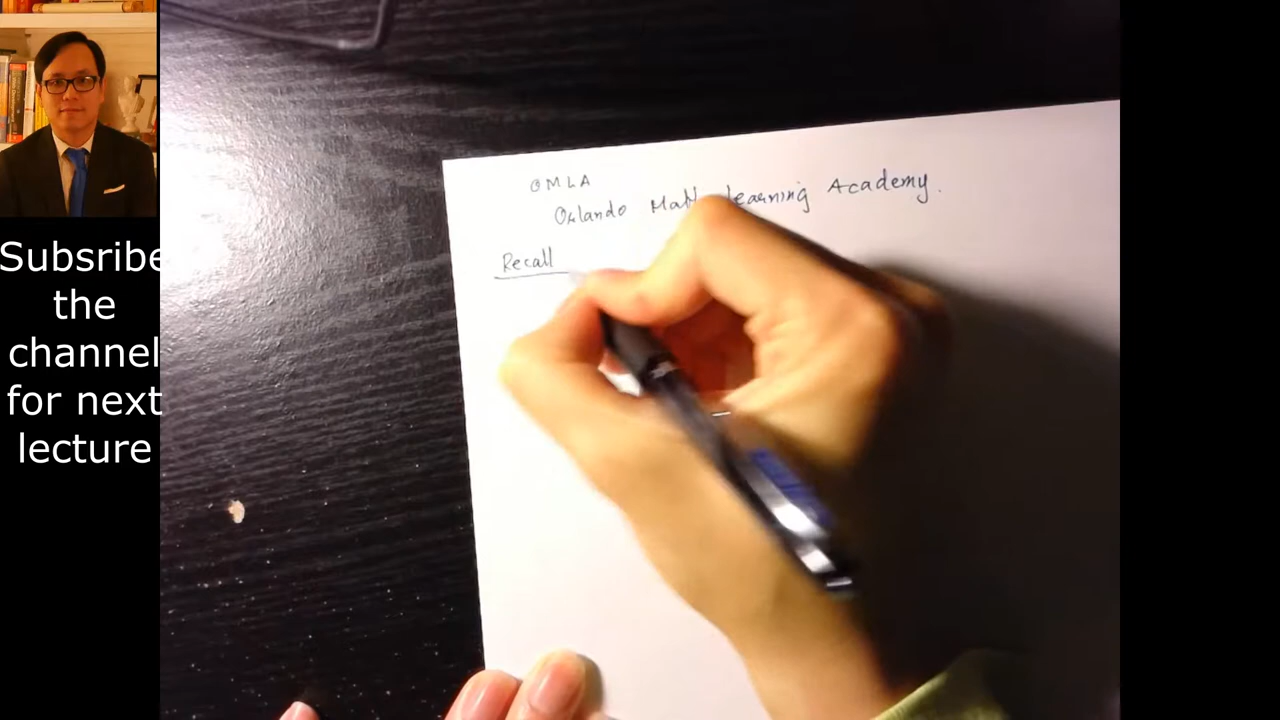 Subsribe
the
channel
for next
lecture
OMLA
Orlando Math Learning Academy.
Recall